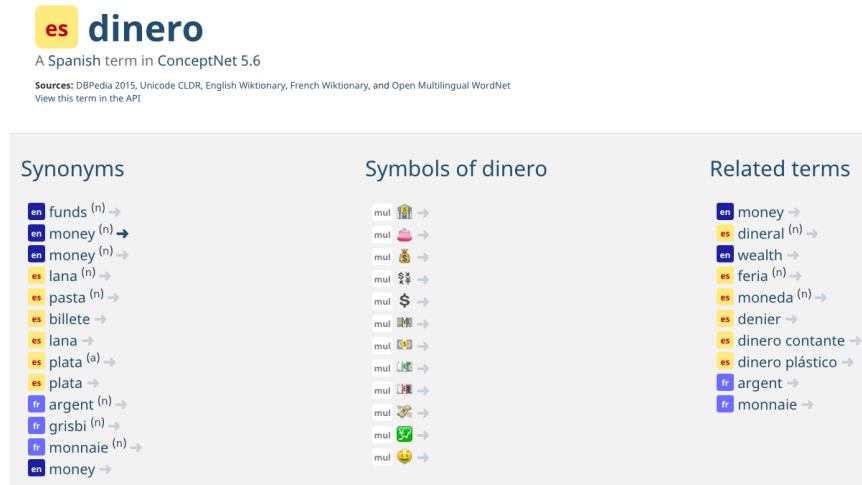 es dinero
A Spanish term in ConceptNet 5.6
Sources: DBPedia 2015, Unicode CLDR, English Wiktionary, French Wiktionary, and Open Multilingual WordNet
View this term in the API
Synonyms
en funds (n) ➜
en money (n) ➜
en money (n) ➜
es lana (n) ➜
es pasta (n) ➜
es billete ➜
es lana ➜
es plata (a) ➜
es plata ➜
fr argent (n) ➜
fr grisbi (n) ➜
fr monnaie (n) ➜
en money ➜
Symbols of dinero
mul 🏦 ➜
mul 👛 ➜
mul 💰 ➜
mul 💱 ➜
mul 💲 ➜
mul 💴 ➜
mul 💵 ➜
mul 💶 ➜
mul 💷 ➜
mul 💸 ➜
mul 💹 ➜
mul 🤑 ➜
Related terms
en money ➜
es dineral (n) ➜
en wealth ➜
es feria (n) ➜
es moneda (n) ➜
es denier ➜
es dinero contante ➜
es dinero plástico ➜
fr argent ➜
fr monnaie ➜